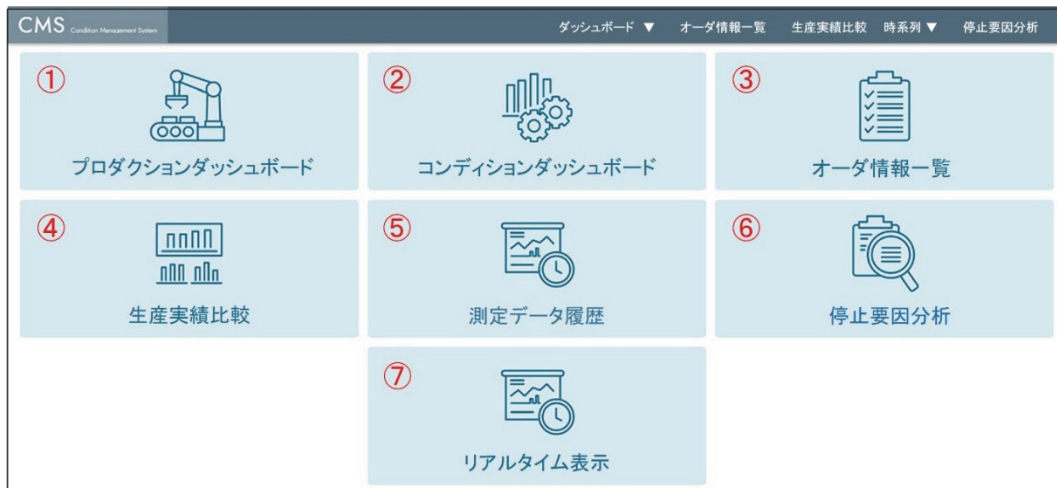 CMS Condition Management System
ダッシュボード ▼ オーダ情報一覧 生産実績比較 時系列 ▼ 停止要因分析
① ② ③
プロダクションダッシュボード コンディションダッシュボード オーダ情報一覧
④ ⑤ ⑥
生産実績比較 測定データ履歴 停止要因分析
⑦
リアルタイム表示